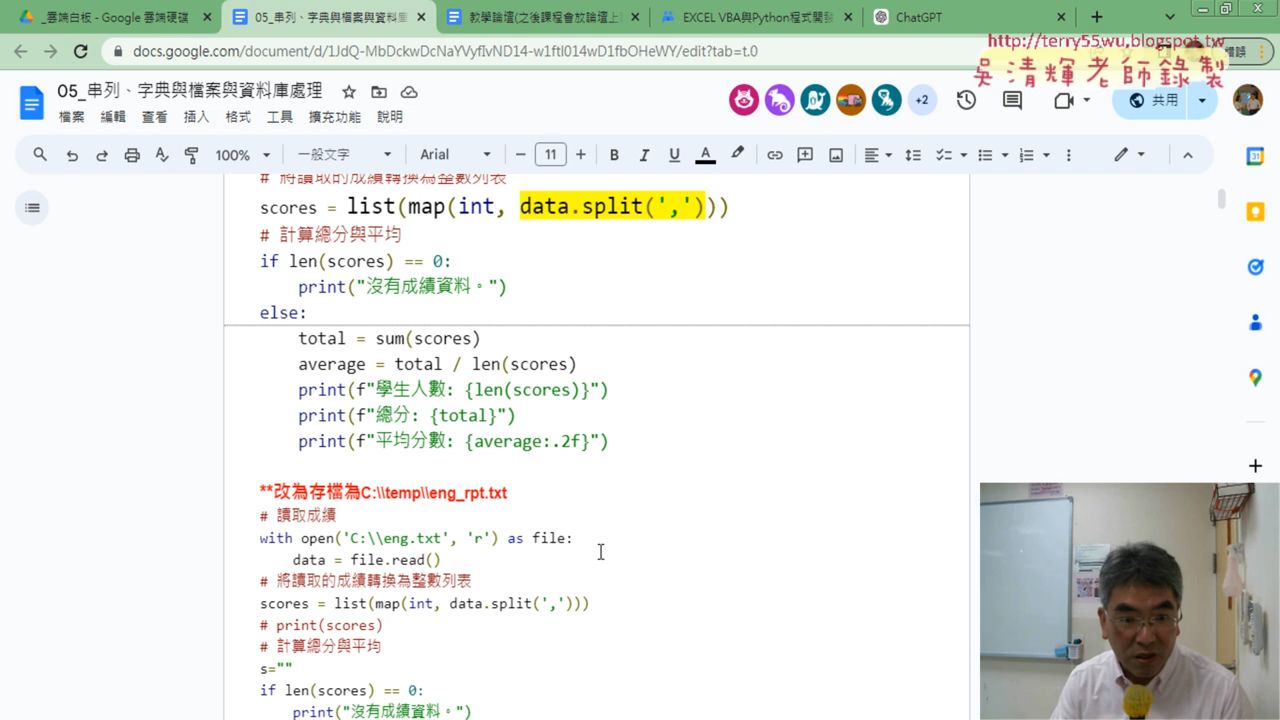 _雲端白板 - Google 雲端硬碟
05_串列、字典與檔案與資料庫
教學論壇(之後課程會放論壇上
EXCEL VBA與Python程式開發
ChatGPT
docs.google.com/document/d/1JdQ-MbDckwDcNaYVyfIvND14-w1ftl014wD1fbOHeWY/edit?tab=t.0
http://terry55wu.blogspot.tw
吳清輝老師錄製
05_串列、字典與檔案與資料庫處理
檔案 編輯 查看 插入 格式 工具 擴充功能 說明
+2
共用
100% 一般文字 Arial 11
# 將讀取的成績轉換為整數列表
scores = list(map(int, data.split(',')))
# 計算總分與平均
if len(scores) == 0:
print("沒有成績資料。")
else:
total = sum(scores)
average = total / len(scores)
print(f"學生人數: {len(scores)}")
print(f"總分: {total}")
print(f"平均分數: {average:.2f}")
**改為存檔為C:\\temp\\eng_rpt.txt
# 讀取成績
with open('C:\\eng.txt', 'r') as file:
data = file.read()
# 將讀取的成績轉換為整數列表
scores = list(map(int, data.split(',')))
# print(scores)
# 計算總分與平均
s=""
if len(scores) == 0:
print("沒有成績資料。")